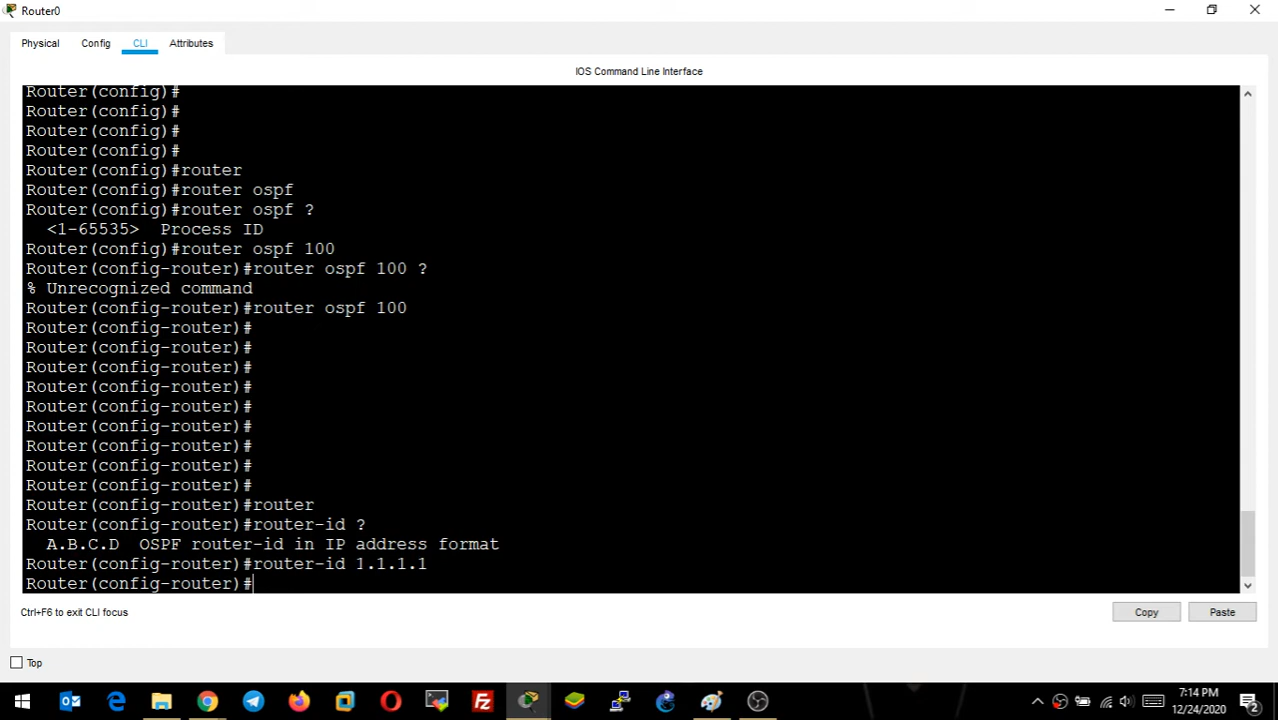 Router0
Physical Config CLI Attributes
IOS Command Line Interface
Router(config)#
Router(config)#
Router(config)#
Router(config)#
Router(config)#router
Router(config)#router ospf
Router(config)#router ospf ?
<1-65535> Process ID
Router(config)#router ospf 100
Router(config-router)#router ospf 100 ?
% Unrecognized command
Router(config-router)#router ospf 100
Router(config-router)#
Router(config-router)#
Router(config-router)#
Router(config-router)#
Router(config-router)#
Router(config-router)#
Router(config-router)#
Router(config-router)#
Router(config-router)#
Router(config-router)#router
Router(config-router)#router-id ?
A.B.C.D OSPF router-id in IP address format
Router(config-router)#router-id 1.1.1.1
Router(config-router)#
Ctrl+F6 to exit CLI focus
Copy Paste
Top
7:14 PM
12/24/2020
2